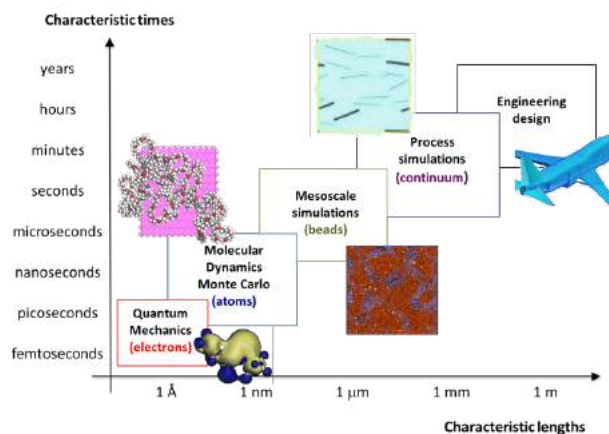 Characteristic times
years
hours
minutes
seconds
microseconds
nanoseconds
picoseconds
femtoseconds
Engineering
design
Process
simulations
(continuum)
Mesoscale
simulations
(beads)
Molecular
Dynamics
Monte Carlo
(atoms)
Quantum
Mechanics
(electrons)
1 Å
1 nm
1 μm
1 mm
1 m
Characteristic lengths